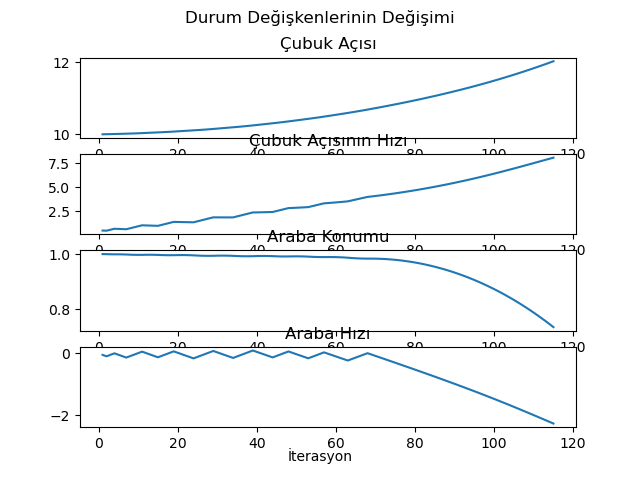 Durum Değişkenlerinin Değişimi
Çubuk Açısı
12
10
0 20 40 60 80 100 120
Çubuk Açısının Hızı
7.5
5.0
2.5
0 20 40 60 80 100 120
Araba Konumu
1.0
0.8
0 20 40 60 80 100 120
Araba Hızı
0
−2
0 20 40 60 80 100 120
İterasyon